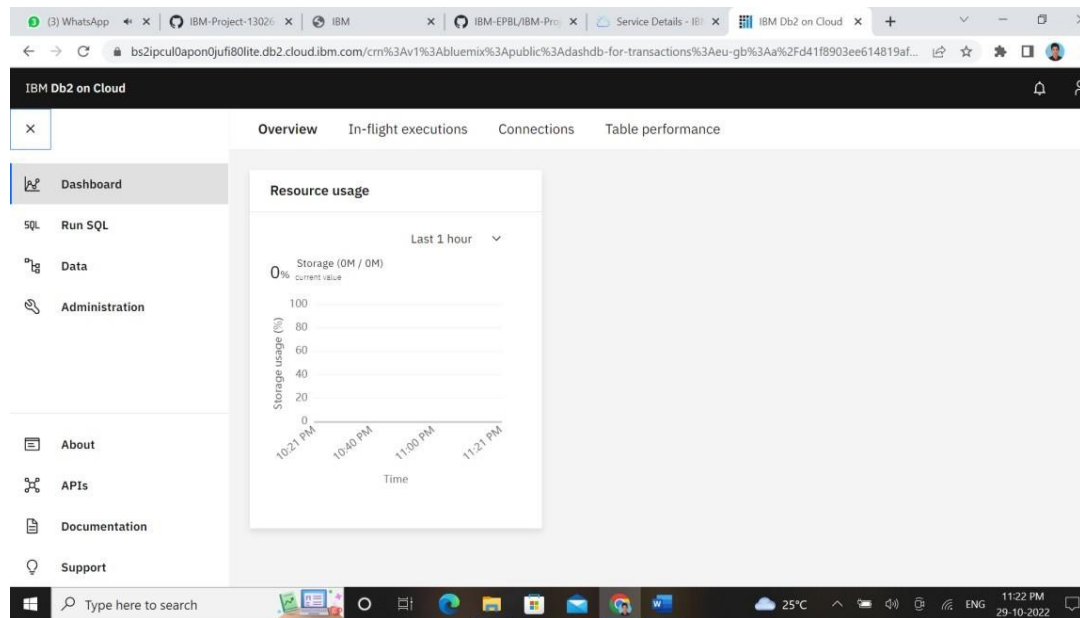 (3) WhatsApp
IBM-Project-13026
IBM
IBM-EPBL/IBM-Pro
Service Details - IB
IBM Db2 on Cloud
bs2ipcul0apon0jufi80lite.db2.cloud.ibm.com/crn%3Av1%3Abluemix%3Apublic%3Adashdb-for-transactions%3Aeu-gb%3Aa%2Fd41f8903ee614819af...
IBM Db2 on Cloud
Overview In-flight executions Connections Table performance
Dashboard
SQL Run SQL
Data
Administration
About
APIs
Documentation
Support
Resource usage
Last 1 hour
0% Storage (0M / 0M)
current value
Storage usage (%)
100
80
60
40
20
0
10:21 PM 10:40 PM 11:00 PM 11:21 PM
Time
Type here to search
25°C
ENG
11:22 PM
29-10-2022